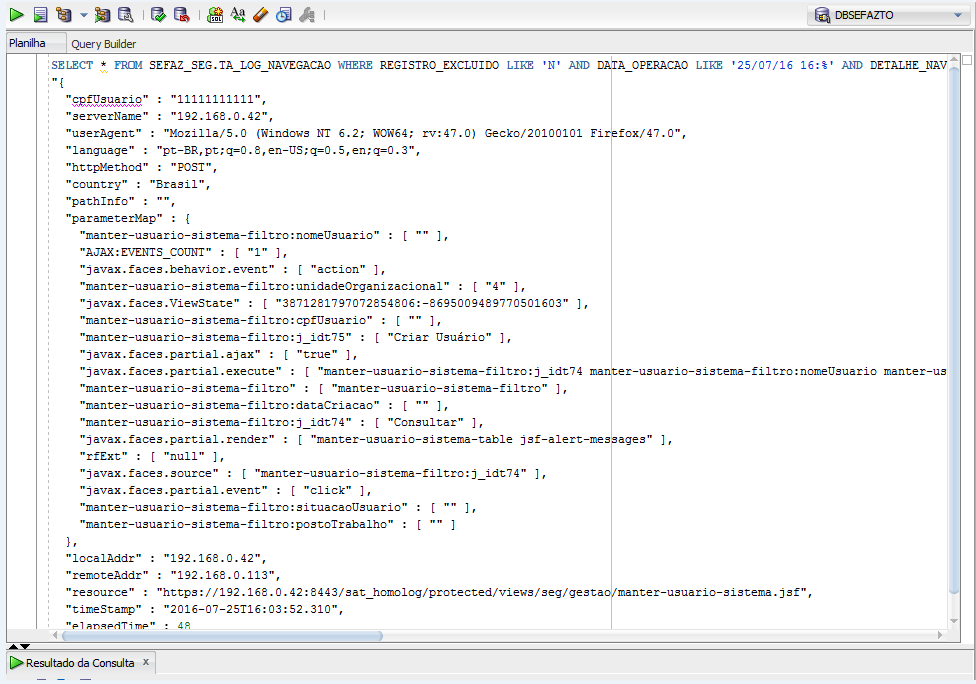 DBSEFAZTO
Planilha
Query Builder
SELECT * FROM SEFAZ_SEG.TA_LOG_NAVEGACAO WHERE REGISTRO_EXCLUIDO LIKE 'N' AND DATA_OPERACAO LIKE '25/07/16 16:%' AND DETALHE_NAV
"{
"cpfUsuario" : "11111111111",
"serverName" : "192.168.0.42",
"userAgent" : "Mozilla/5.0 (Windows NT 6.2; WOW64; rv:47.0) Gecko/20100101 Firefox/47.0",
"language" : "pt-BR,pt;q=0.8,en-US;q=0.5,en;q=0.3",
"httpMethod" : "POST",
"country" : "Brasil",
"pathInfo" : "",
"parameterMap" : {
"manter-usuario-sistema-filtro:nomeUsuario" : [ "" ],
"AJAX:EVENTS_COUNT" : [ "1" ],
"javax.faces.behavior.event" : [ "action" ],
"manter-usuario-sistema-filtro:unidadeOrganizacional" : [ "4" ],
"javax.faces.ViewState" : [ "3871281797072854806:-8695009489770501603" ],
"manter-usuario-sistema-filtro:cpfUsuario" : [ "" ],
"manter-usuario-sistema-filtro:j_idt75" : [ "Criar Usuário" ],
"javax.faces.partial.ajax" : [ "true" ],
"javax.faces.partial.execute" : [ "manter-usuario-sistema-filtro:j_idt74 manter-usuario-sistema-filtro:nomeUsuario manter-us
"manter-usuario-sistema-filtro" : [ "manter-usuario-sistema-filtro" ],
"manter-usuario-sistema-filtro:dataCriacao" : [ "" ],
"manter-usuario-sistema-filtro:j_idt74" : [ "Consultar" ],
"javax.faces.partial.render" : [ "manter-usuario-sistema-table jsf-alert-messages" ],
"rfExt" : [ "null" ],
"javax.faces.source" : [ "manter-usuario-sistema-filtro:j_idt74" ],
"javax.faces.partial.event" : [ "click" ],
"manter-usuario-sistema-filtro:situacaoUsuario" : [ "" ],
"manter-usuario-sistema-filtro:postoTrabalho" : [ "" ]
},
"localAddr" : "192.168.0.42",
"remoteAddr" : "192.168.0.113",
"resource" : "https://192.168.0.42:8443/sat_homolog/protected/views/seg/gestao/manter-usuario-sistema.jsf",
"timeStamp" : "2016-07-25T16:03:52.310",
"elapsedTime" : 48
Resultado da Consulta x